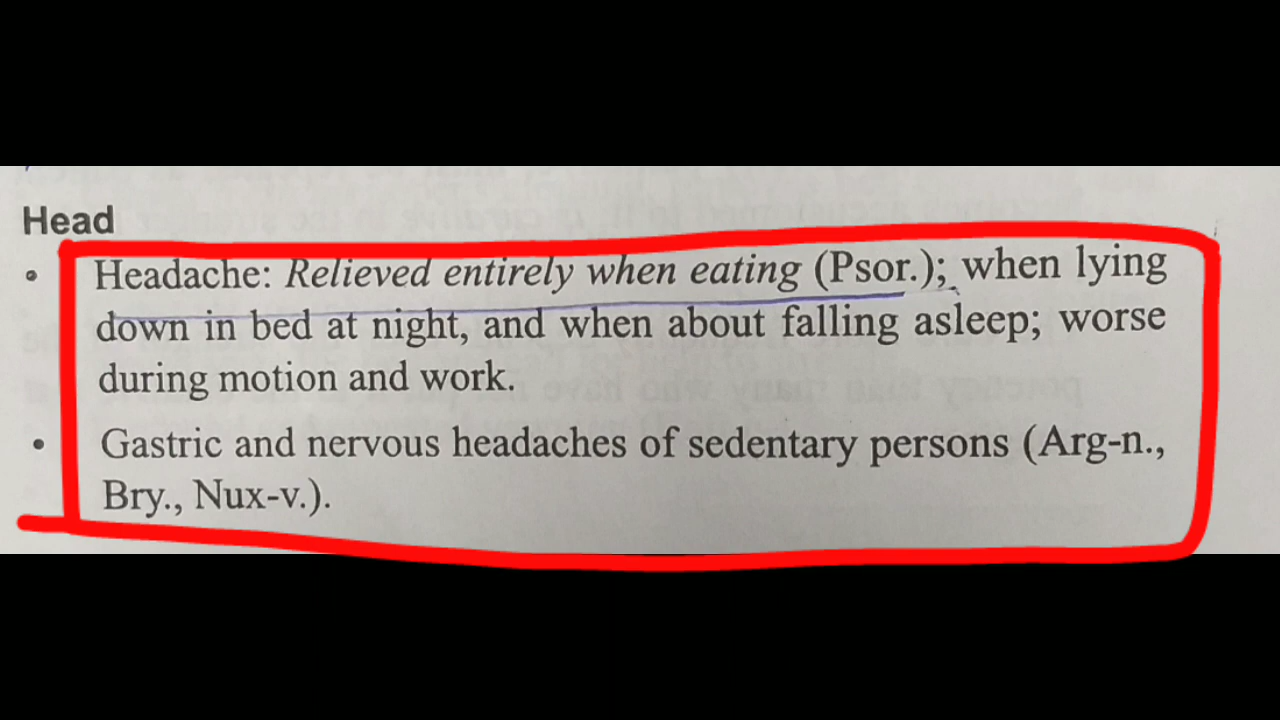 Head
• Headache: Relieved entirely when eating (Psor.); when lying
down in bed at night, and when about falling asleep; worse
during motion and work.
• Gastric and nervous headaches of sedentary persons (Arg-n.,
Bry., Nux-v.).